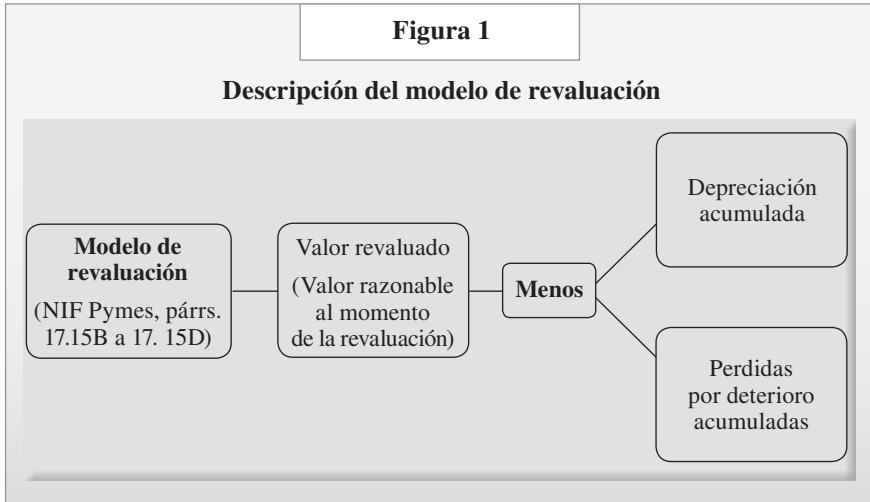 Figura 1
Descripción del modelo de revaluación
Modelo de
revaluación
(NIF Pymes, párrs.
17.15B a 17. 15D)
Valor revaluado
(Valor razonable
al momento
de la revaluación)
Menos
Depreciación
acumulada
Perdidas
por deterioro
acumuladas